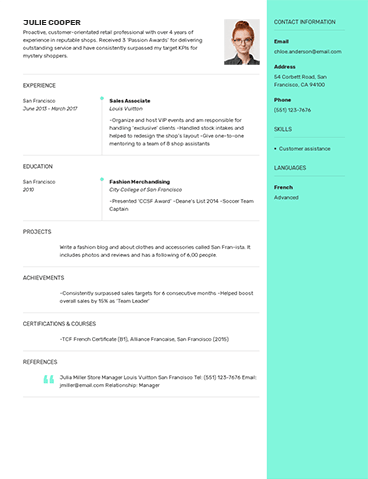 JULIE COOPER
Proactive, customer-orientated retail professional with over 4 years of
experience in reputable shops. Received 3 'Passion Awards' for delivering
outstanding service and have consistently surpassed my target KPIs for
mystery shoppers.
EXPERIENCE
San Francisco
June 2013 - March 2017
Sales Associate
Louis Vuitton
-Organize and host VIP events and am responsible for
handling 'exclusive' clients -Handled stock intakes and
helped to redesign the shop's layout -Give one-to-one
mentoring to a team of 8 shop assistants
EDUCATION
San Francisco
2010
Fashion Merchandising
City College of San Francisco
-Presented 'CCSF Award' -Deane's List 2014 -Soccer Team
Captain
PROJECTS
Write a fashion blog and about clothes and accessories called San Fran-ista. It
includes photos and reviews and has a following of 6,00 people.
ACHIEVEMENTS
-Consistently surpassed sales targets for 6 consecutive months -Helped boost
overall sales by 15% as 'Team Leader'
CERTIFICATIONS & COURSES
-TCF French Certificate (B1), Alliance Francaise, San Francisco (2015)
REFERENCES
Julia Miller Store Manager Louis Vuitton San Francisco Tel: (551) 123-7676 Email:
jmiller@email.com Relationship: Manager
CONTACT INFORMATION
Email
chloe.anderson@email.com
Address
54 Corbett Road, San
Francisco, CA 94100
Phone
(551) 123-7676
SKILLS
• Customer assistance
LANGUAGES
French
Advanced